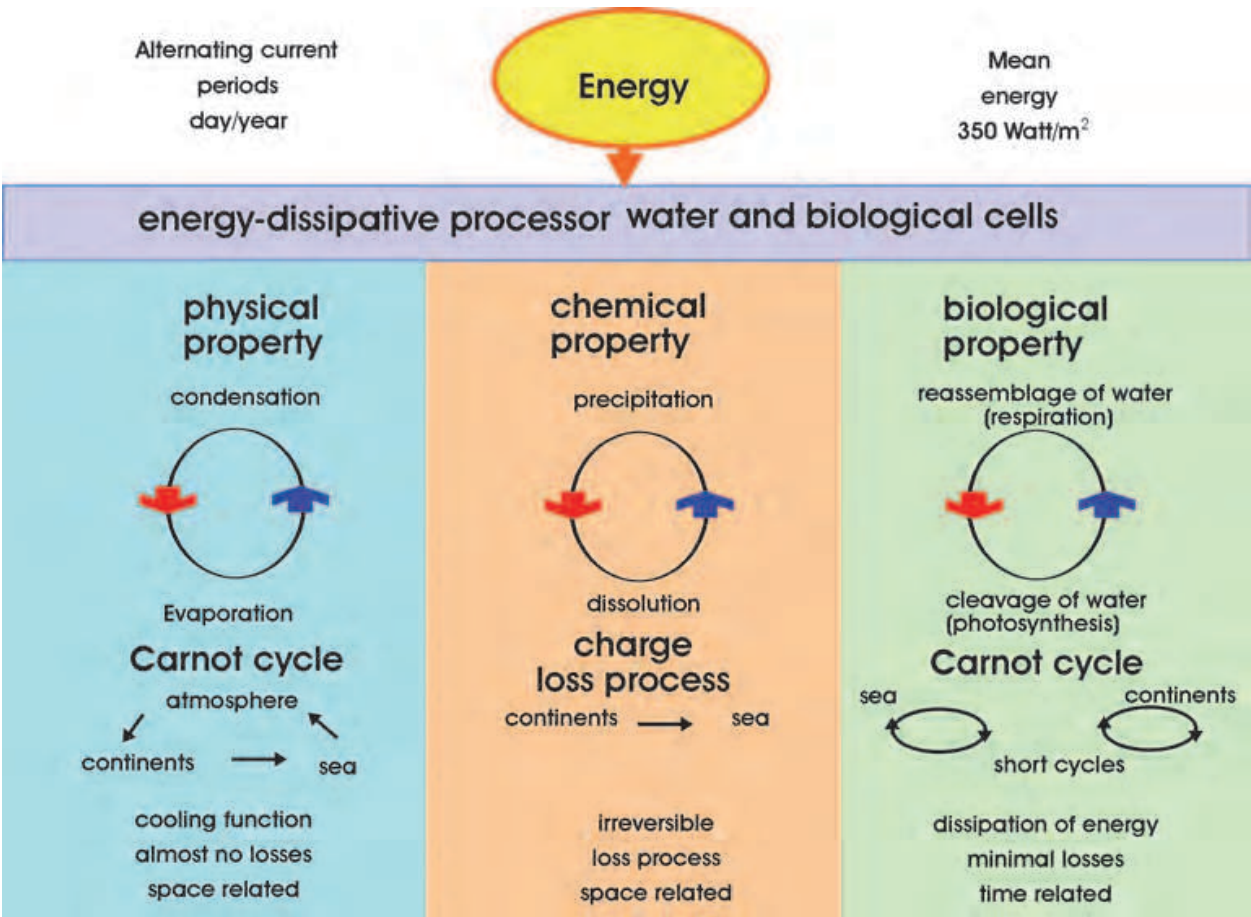 Alternating current
periods
day/year
Energy
Mean
energy
350 Watt/m²
energy-dissipative processor water and biological cells
physical
property
condensation
Evaporation
Carnot cycle
atmosphere
continents
sea
cooling function
almost no losses
space related
chemical
property
precipitation
dissolution
charge
loss process
continents
sea
irreversible
loss process
space related
biological
property
reassemblage of water
(respiration)
cleavage of water
(photosynthesis)
Carnot cycle
sea
continents
short cycles
dissipation of energy
minimal losses
time related